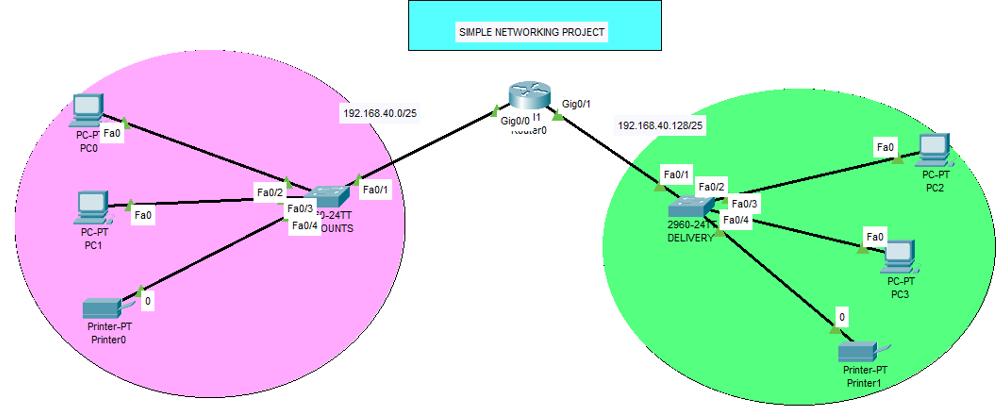 SIMPLE NETWORKING PROJECT
192.168.40.0/25
Gig0/0
Gig0/1
Router0
192.168.40.128/25
PC-PT
PC0
Fa0
PC-PT
PC1
Fa0
Printer-PT
Printer0
0
Fa0/1
Fa0/2
Fa0/3
Fa0/4
Fa0/1
Fa0/2
Fa0/3
Fa0/4
2960-24TT
DELIVERY
Fa0
PC-PT
PC2
Fa0
PC-PT
PC3
0
Printer-PT
Printer1